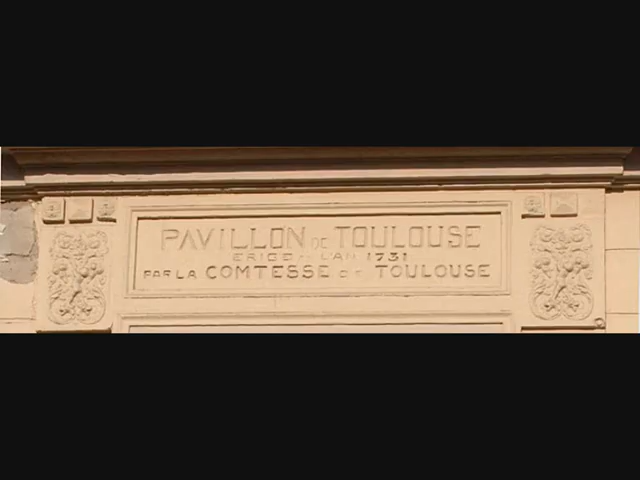 PAVILLON DE TOULOUSE
ERIGE EN L'AN 1731
PAR LA COMTESSE DE TOULOUSE